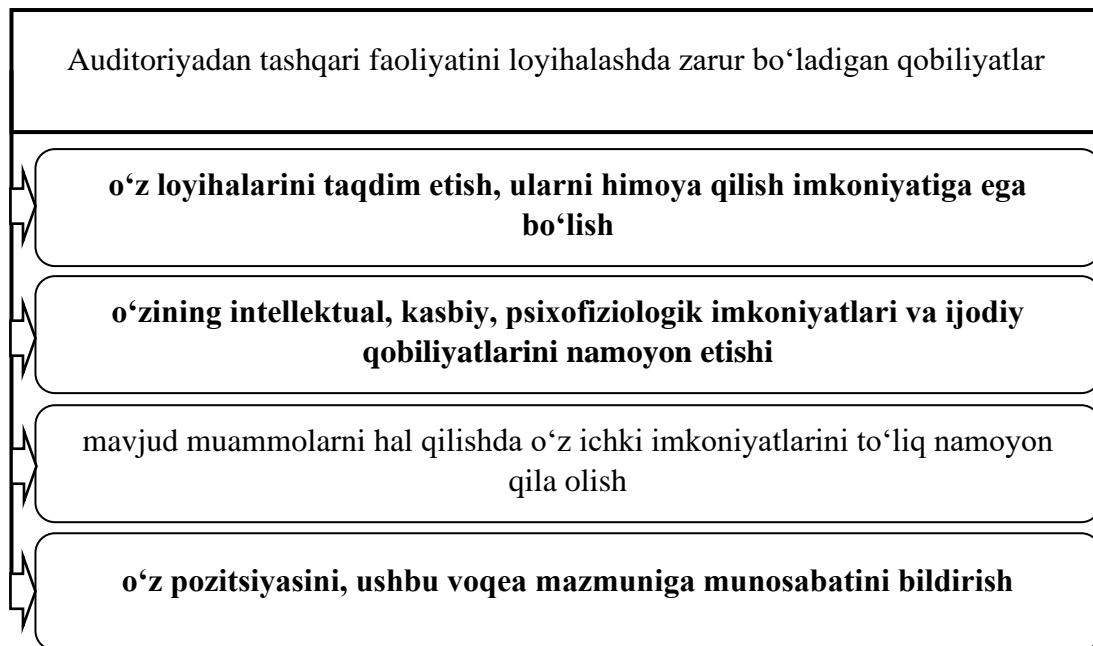 Auditoriyadan tashqari faoliyatini loyihalashda zarur bo‘ladigan qobiliyatlar
o‘z loyihalarini taqdim etish, ularni himoya qilish imkoniyatiga ega
bo‘lish
o‘zining intellektual, kasbiy, psixofiziologik imkoniyatlari va ijodiy
qobiliyatlarini namoyon etishi
mavjud muammolarni hal qilishda o‘z ichki imkoniyatlarini to‘liq namoyon
qila olish
o‘z pozitsiyasini, ushbu voqea mazmuniga munosabatini bildirish